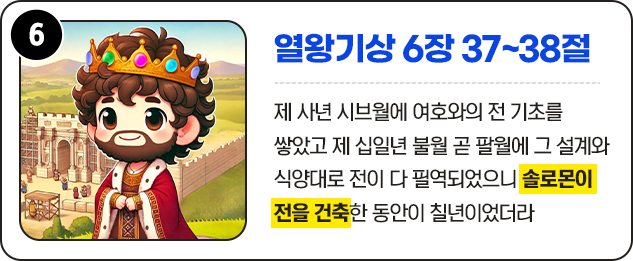 6
열왕기상 6장 37~38절
제 사년 시브월에 여호와의 전 기초를
쌓았고 제 십일년 불월 곧 팔월에 그 설계와
식양대로 전이 다 필역되었으니 솔로몬이
전을 건축한 동안이 칠년이었더라